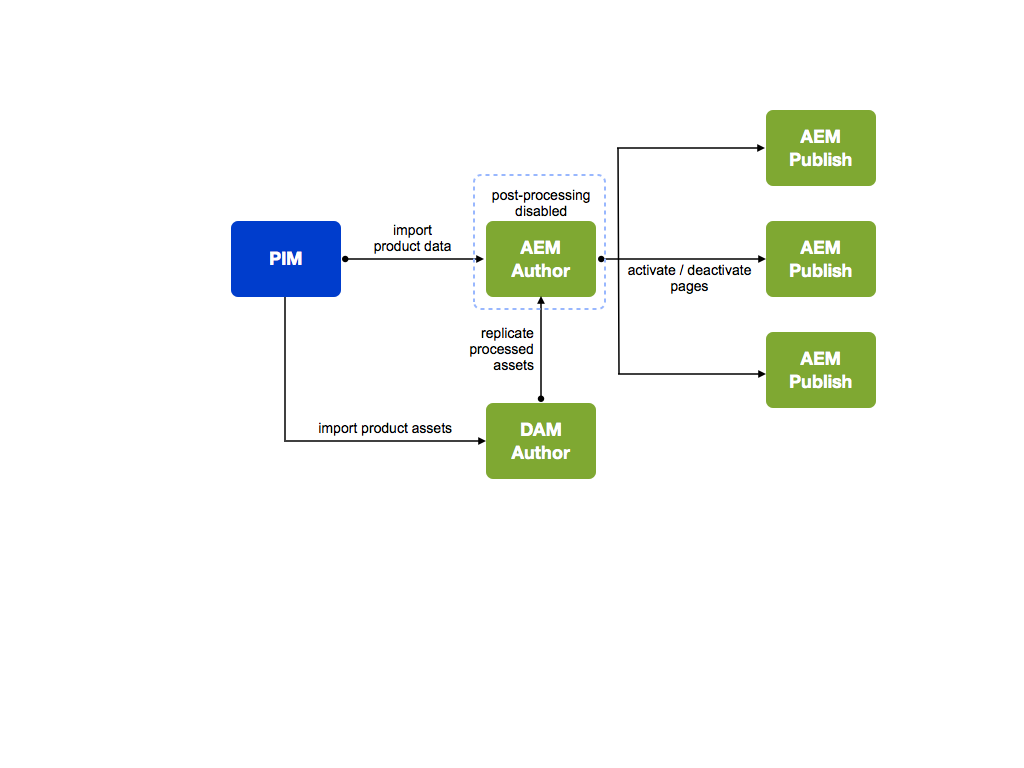 AEM
Publish
post-processing
disabled
import
product data
PIM
AEM
Author
AEM
Publish
activate / deactivate
pages
replicate
processed
assets
AEM
Publish
import product assets
DAM
Author